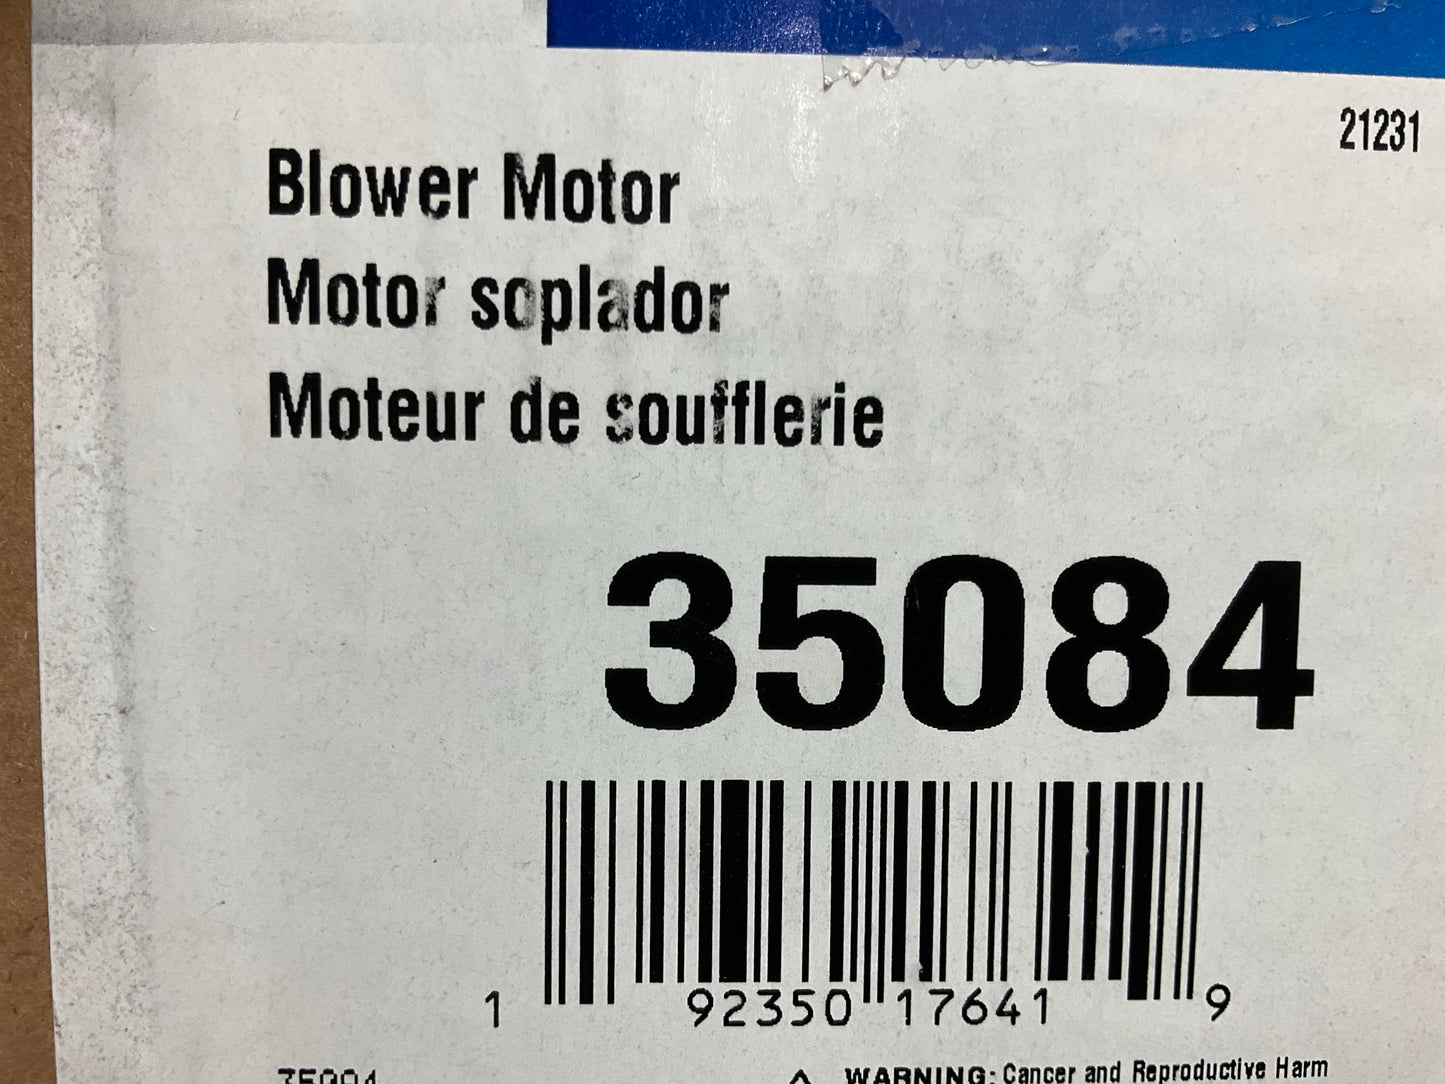 21231
Blower Motor
Motor soplador
Moteur de soufflerie
35084
1 92350 17641 9
WARNING: Cancer and Reproductive Harm